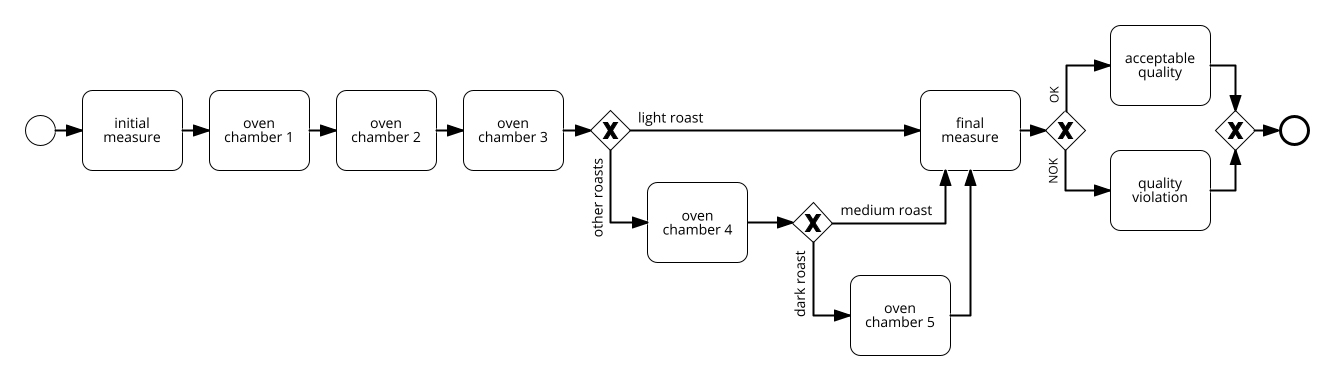 initial
measure
oven
chamber 1
oven
chamber 2
oven
chamber 3
light roast
other roasts
oven
chamber 4
medium roast
dark roast
oven
chamber 5
final
measure
OK
NOK
acceptable
quality
quality
violation